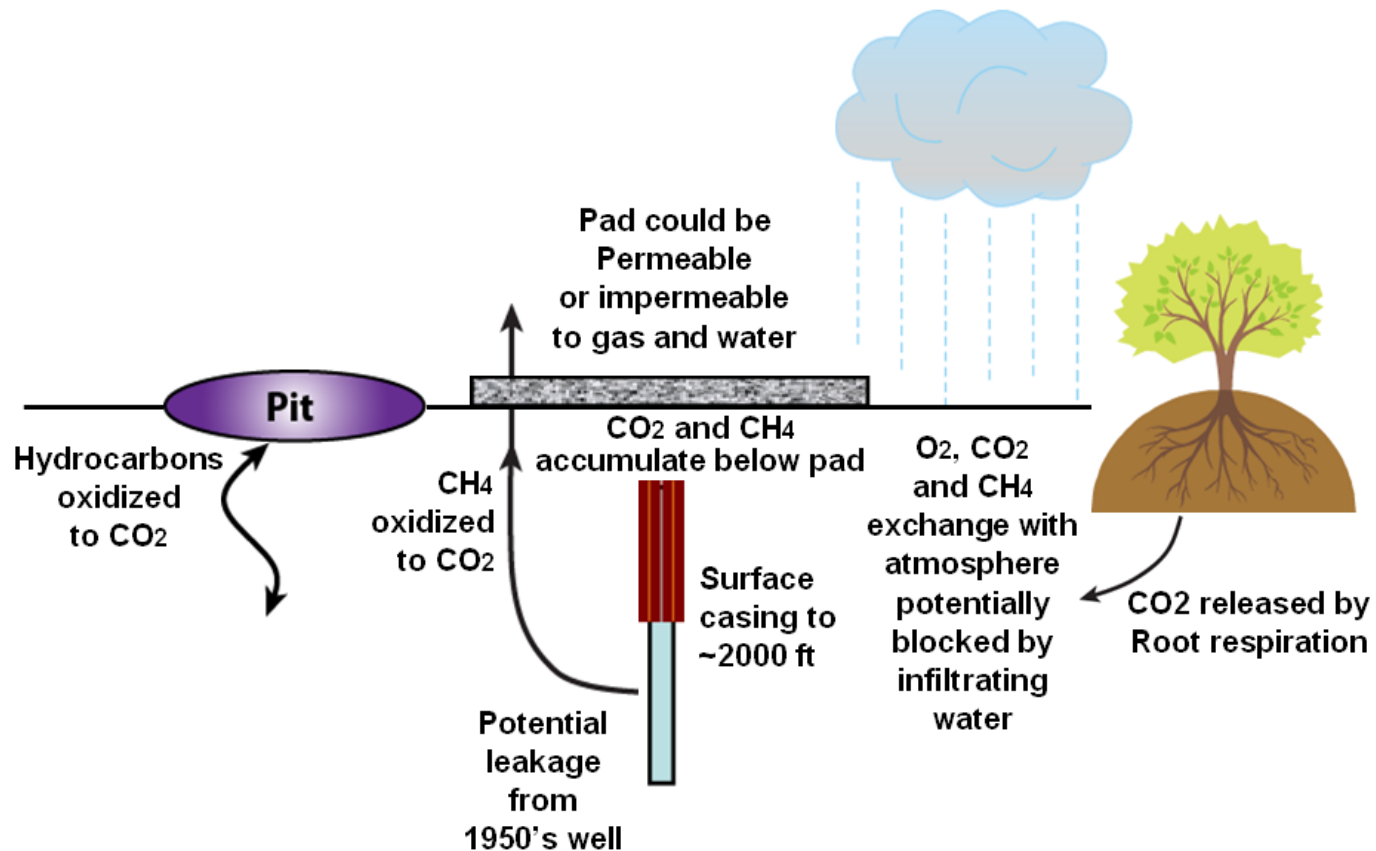 Pad could be
Permeable
or impermeable
to gas and water
Pit
Hydrocarbons
oxidized
to CO2
CO2 and CH4
accumulate below pad
CH4
oxidized
to CO2
Surface
casing to
~2000 ft
Potential
leakage
from
1950's well
O2, CO2
and CH4
exchange with
atmosphere
potentially
blocked by
infiltrating
water
CO2 released by
Root respiration